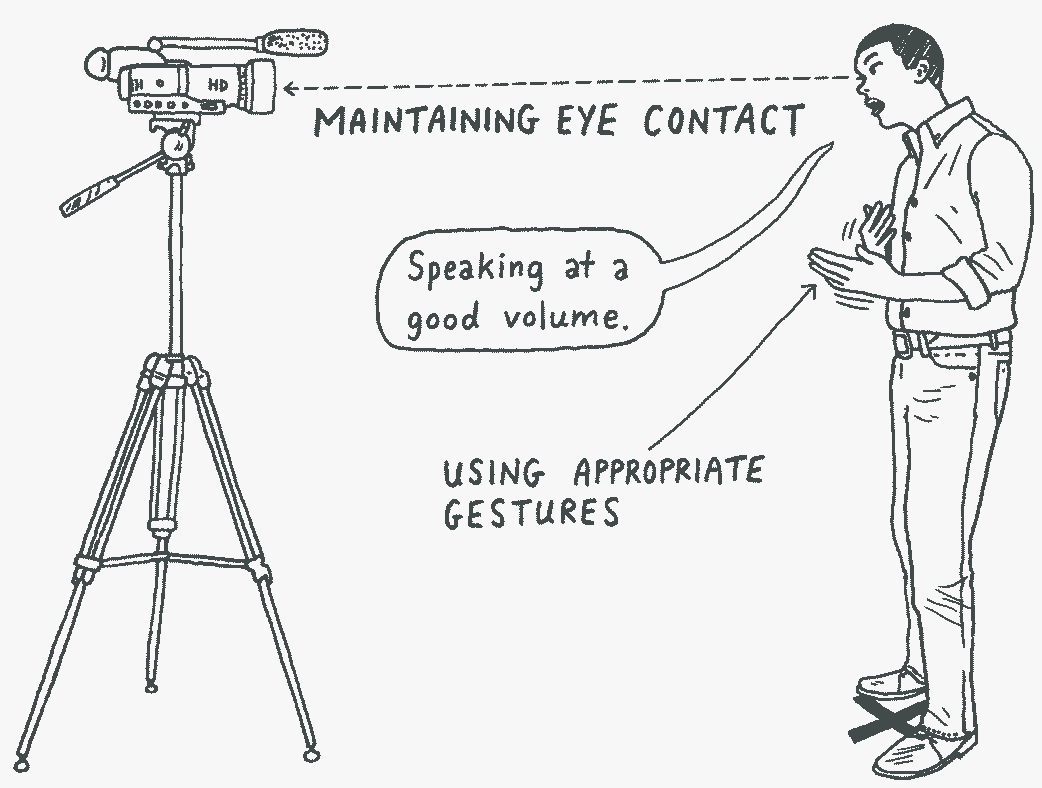 HD
MAINTAINING EYE CONTACT
Speaking at a
good volume.
USING APPROPRIATE
GESTURES